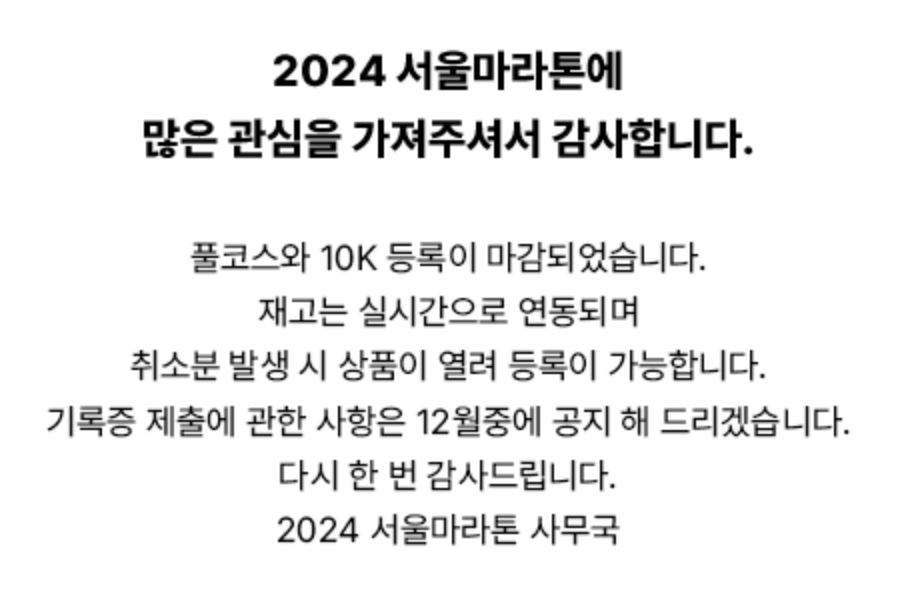 2024 서울마라톤에
많은 관심을 가져주셔서 감사합니다.
풀코스와 10K 등록이 마감되었습니다.
재고는 실시간으로 연동되며
취소분 발생 시 상품이 열려 등록이 가능합니다.
기록증 제출에 관한 사항은 12월중에 공지 해 드리겠습니다.
다시 한 번 감사드립니다.
2024 서울마라톤 사무국